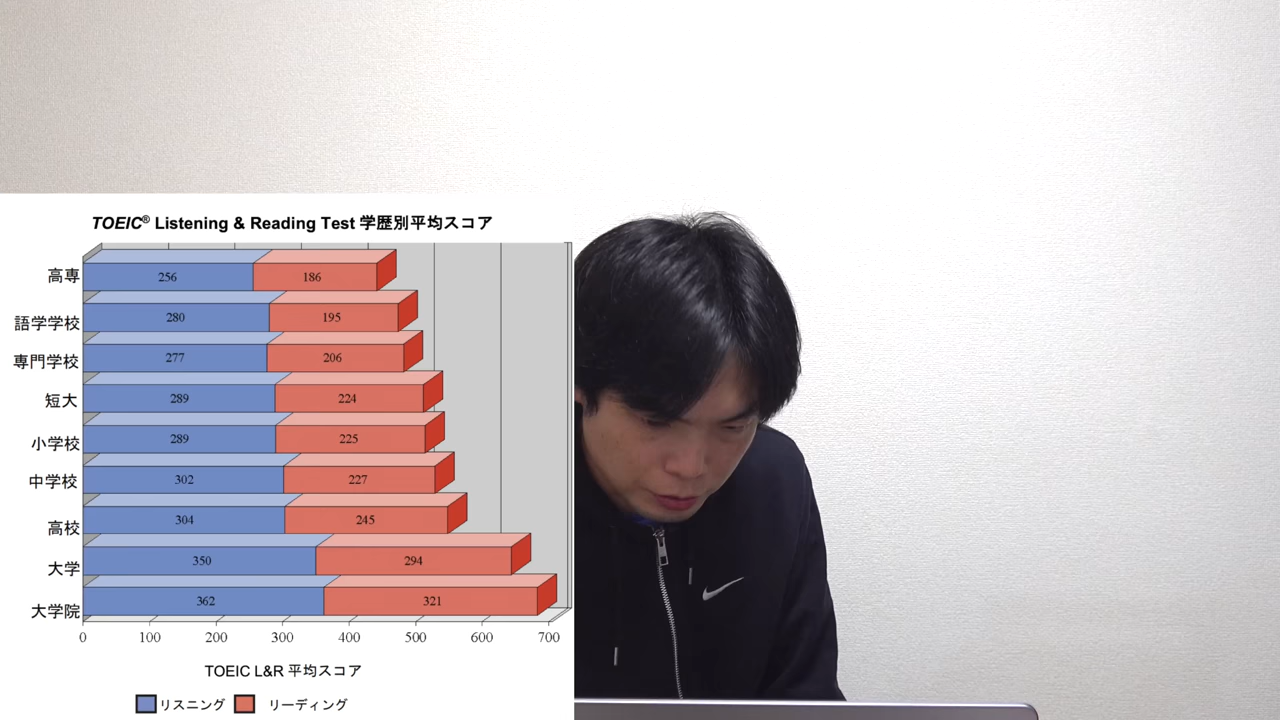 TOEIC® Listening & Reading Test 学歴別平均スコア
高専 256 186
語学学校 280 195
専門学校 277 206
短大 289 224
小学校 289 225
中学校 302 227
高校 304 245
大学 350 294
大学院 362 321
0 100 200 300 400 500 600 700
TOEIC L&R 平均スコア
リスニング リーディング